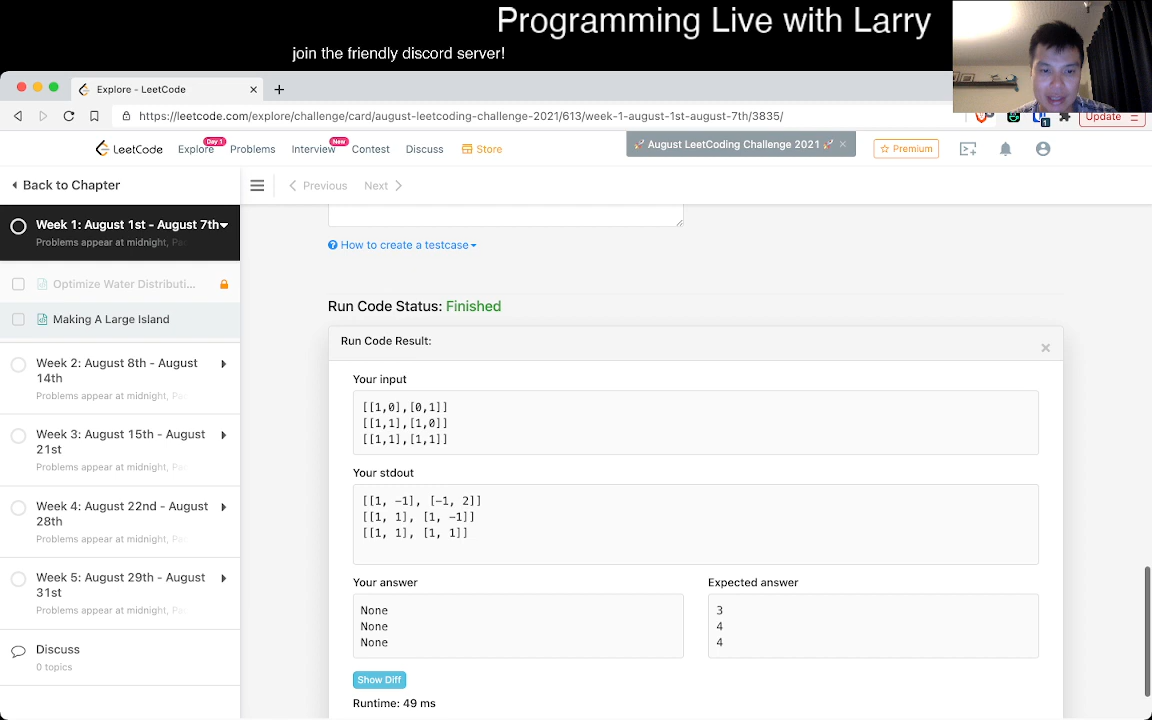 Programming Live with Larry
join the friendly discord server!
Explore - LeetCode
https://leetcode.com/explore/challenge/card/august-leetcoding-challenge-2021/613/week-1-august-1st-august-7th/3835/
Update
LeetCode
Explore
Day 1
Problems
Interview
New
Contest
Discuss
Store
August LeetCoding Challenge 2021
Premium
Back to Chapter
Previous
Next
Week 1: August 1st - August 7th
Problems appear at midnight, Pa
Optimize Water Distributi...
Making A Large Island
Week 2: August 8th - August
14th
Problems appear at midnight, Pa
Week 3: August 15th - August
21st
Problems appear at midnight, Pa
Week 4: August 22nd - August
28th
Problems appear at midnight, Pa
Week 5: August 29th - August
31st
Problems appear at midnight, Pa
Discuss
0 topics
How to create a testcase
Run Code Status: Finished
Run Code Result:
Your input
[[1,0],[0,1]]
[[1,1],[1,0]]
[[1,1],[1,1]]
Your stdout
[[1, -1], [-1, 2]]
[[1, 1], [1, -1]]
[[1, 1], [1, 1]]
Your answer
None
None
None
Expected answer
3
4
4
Show Diff
Runtime: 49 ms